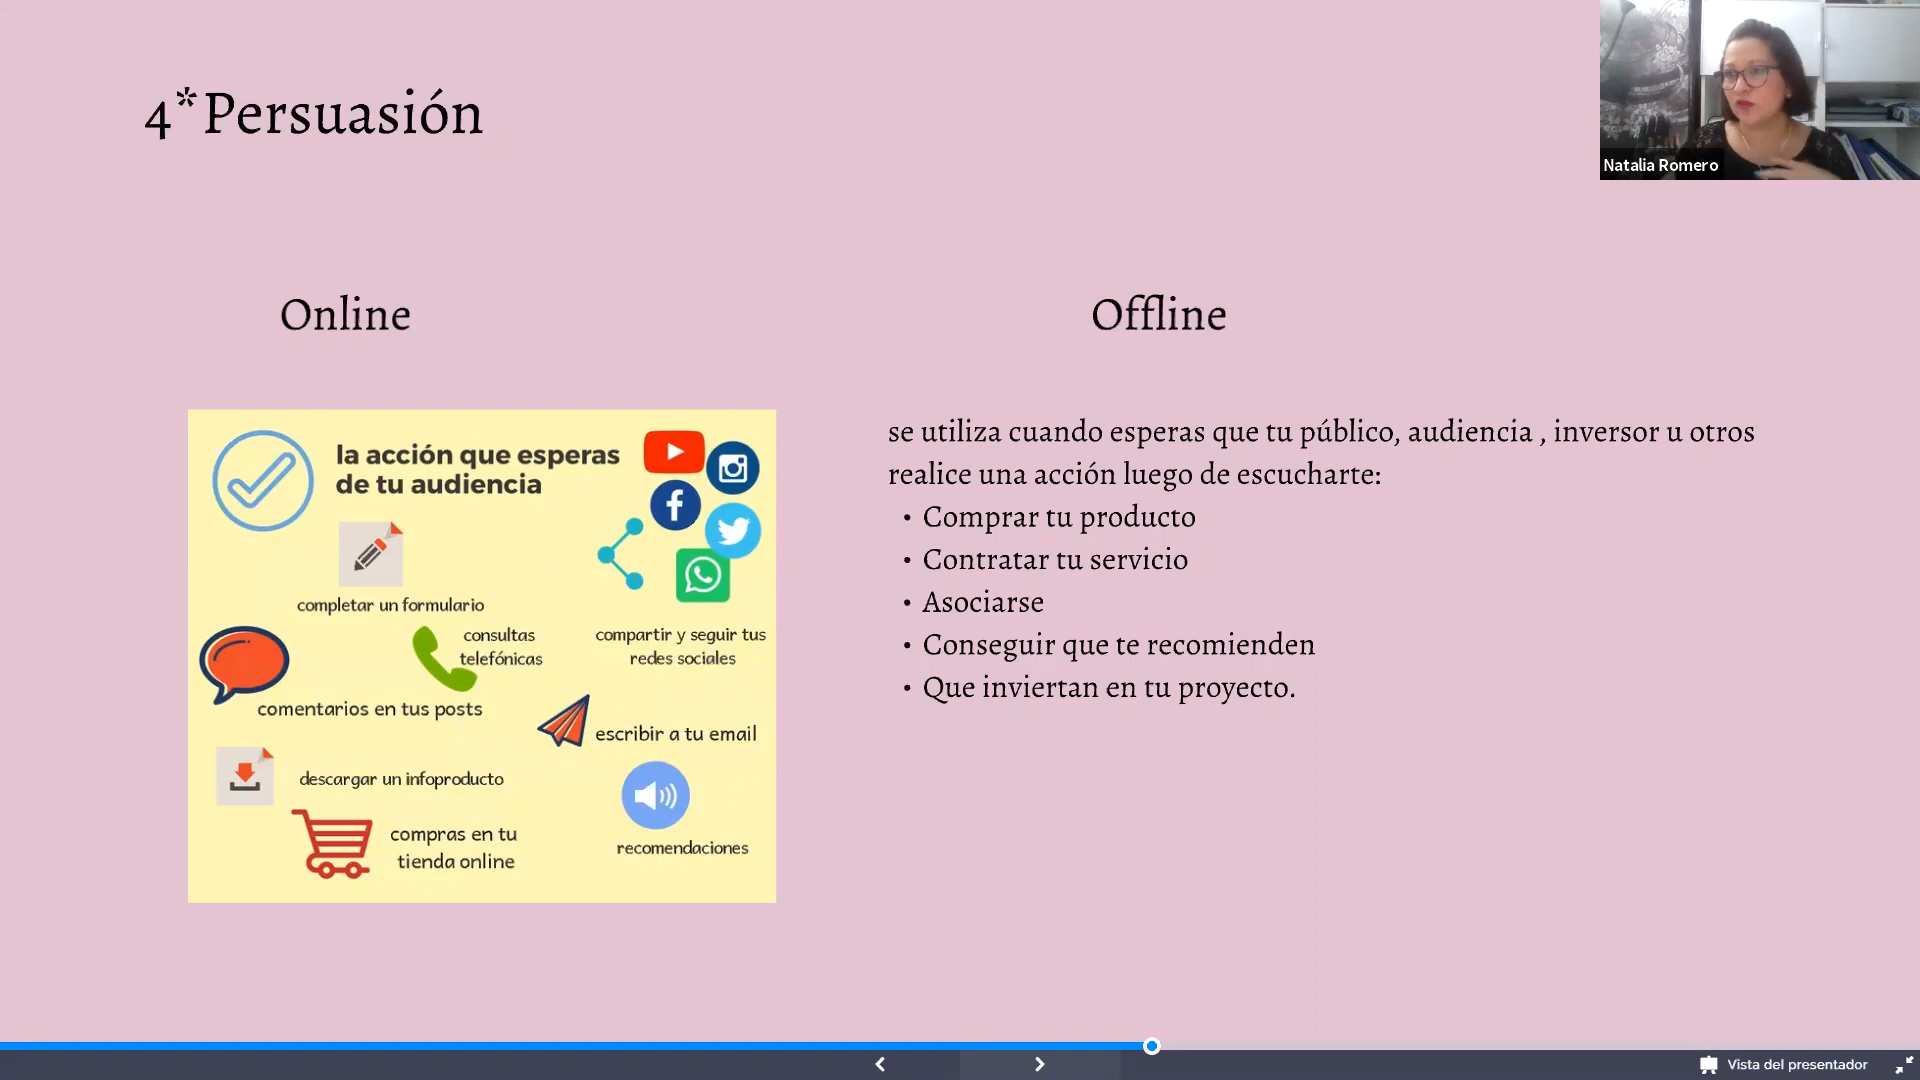 4*Persuasión
Natalia Romero
Online
la acción que esperas
de tu audiencia
completar un formulario
consultas
telefónicas
compartir y seguir tus
redes sociales
comentarios en tus posts
escribir a tu email
descargar un infoproducto
compras en tu
tienda online
recomendaciones
Offline
se utiliza cuando esperas que tu público, audiencia , inversor u otros
realice una acción luego de escucharte:
• Comprar tu producto
• Contratar tu servicio
• Asociarse
• Conseguir que te recomienden
• Que inviertan en tu proyecto.
Vista del presentador